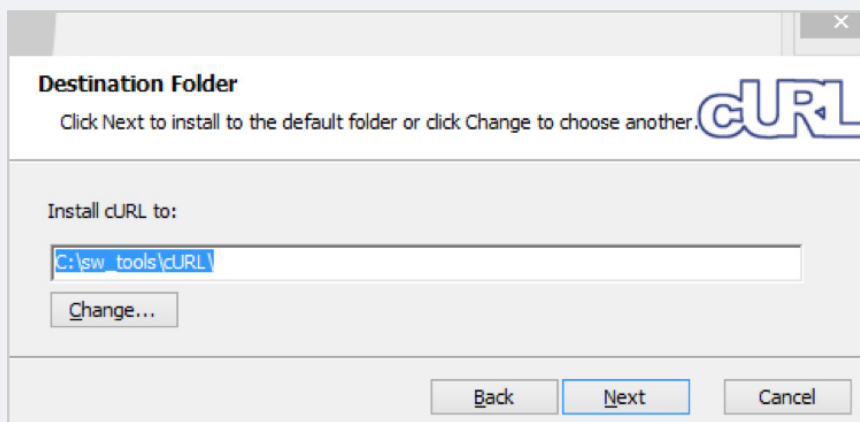 Destination Folder
Click Next to install to the default folder or click Change to choose another.
cURL
Install cURL to:
C:\sw_tools\cURL\
Change...
Back Next Cancel